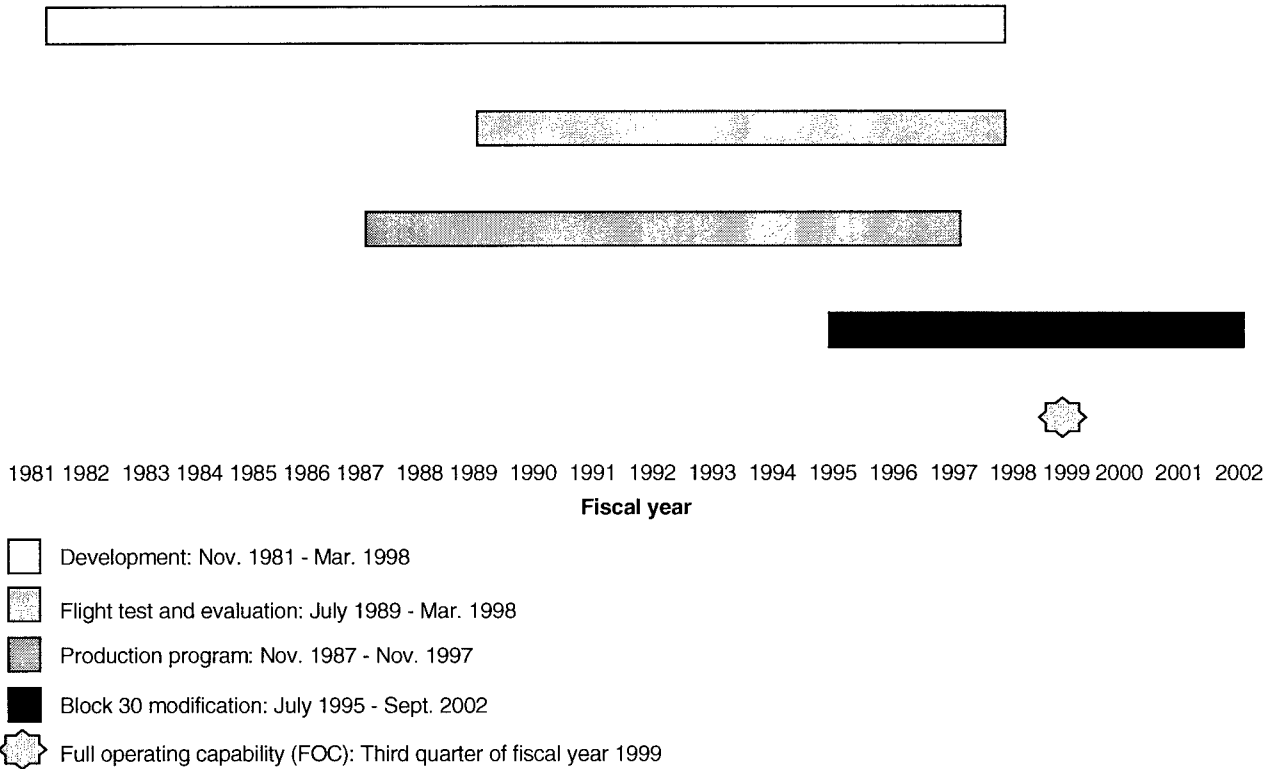 1981 1982 1983 1984 1985 1986 1987 1988 1989 1990 1991 1992 1993 1994 1995 1996 1997 1998 1999 2000 2001 2002
Fiscal year
Development: Nov. 1981 - Mar. 1998
Flight test and evaluation: July 1989 - Mar. 1998
Production program: Nov. 1987 - Nov. 1997
Block 30 modification: July 1995 - Sept. 2002
Full operating capability (FOC): Third quarter of fiscal year 1999